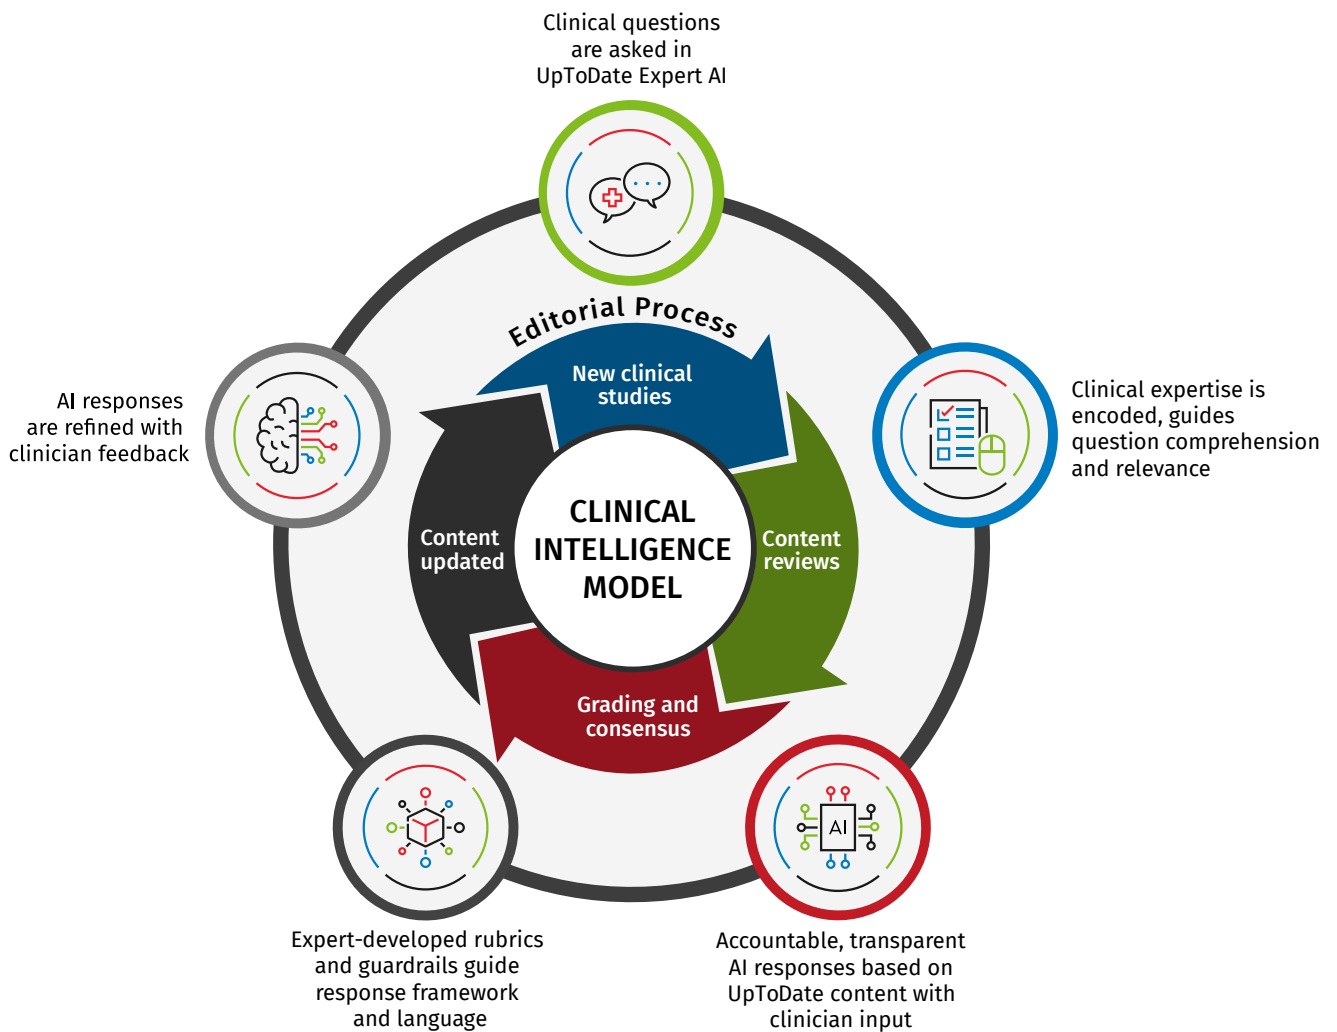 Clinical questions
are asked in
UpToDate Expert AI
Editorial Process
New clinical
studies
Content
reviews
Grading and
consensus
Content
updated
CLINICAL
INTELLIGENCE
MODEL
Clinical expertise is
encoded, guides
question comprehension
and relevance
AI
Accountable, transparent
AI responses based on
UpToDate content with
clinician input
Expert-developed rubrics
and guardrails guide
response framework
and language
AI responses
are refined with
clinician feedback